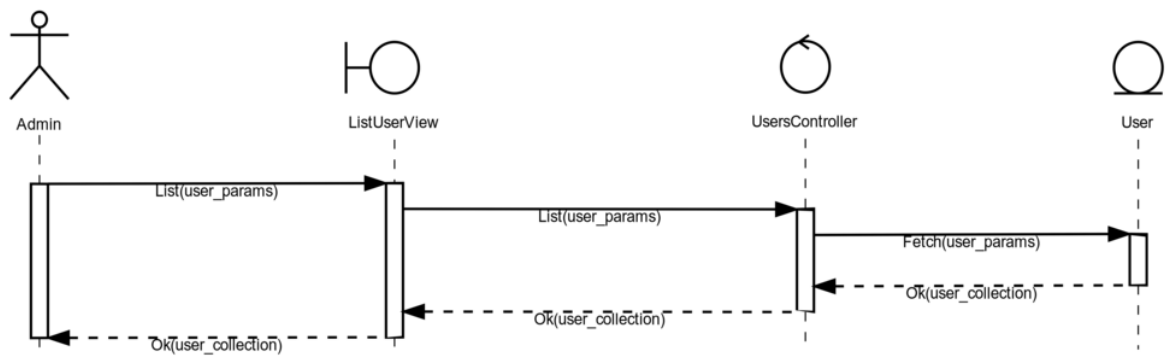 Admin
ListUserView
UsersController
User
List(user_params)
List(user_params)
Fetch(user_params)
Ok(user_collection)
Ok(user_collection)
Ok(user_collection)